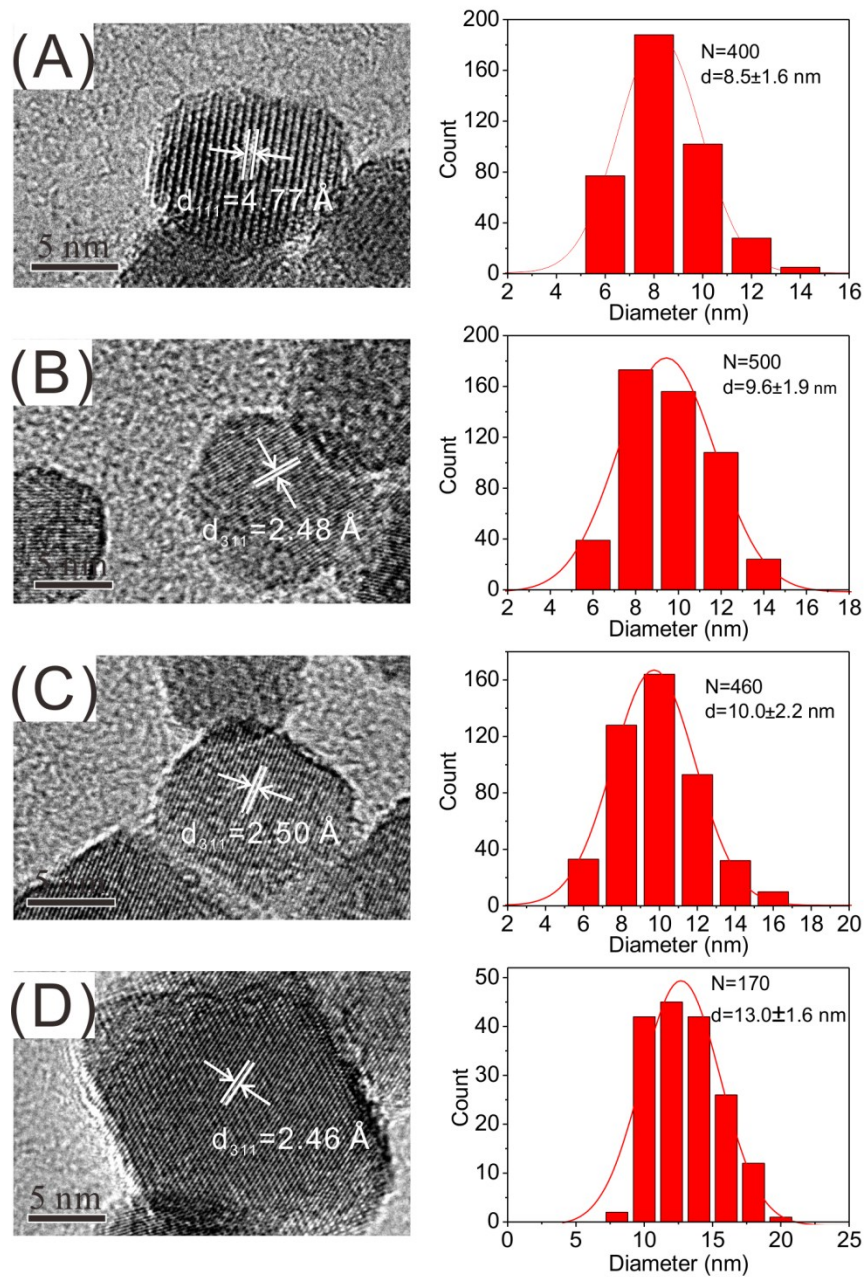 (A)
d₁₁₁=4.77 Å
5 nm
200
160
120
80
40
0
Count
N=400
d=8.5±1.6 nm
2 4 6 8 10 12 14 16
Diameter (nm)
(B)
d₃₁₁=2.48 Å
200
160
120
80
40
0
Count
N=500
d=9.6±1.9 nm
2 4 6 8 10 12 14 16 18
Diameter (nm)
(C)
d₃₁₁=2.50 Å
160
120
80
40
0
Count
N=460
d=10.0±2.2 nm
2 4 6 8 10 12 14 16 18 20
Diameter (nm)
(D)
d₃₁₁=2.46 Å
5 nm
50
40
30
20
10
0
Count
N=170
d=13.0±1.6 nm
0 5 10 15 20 25
Diameter (nm)